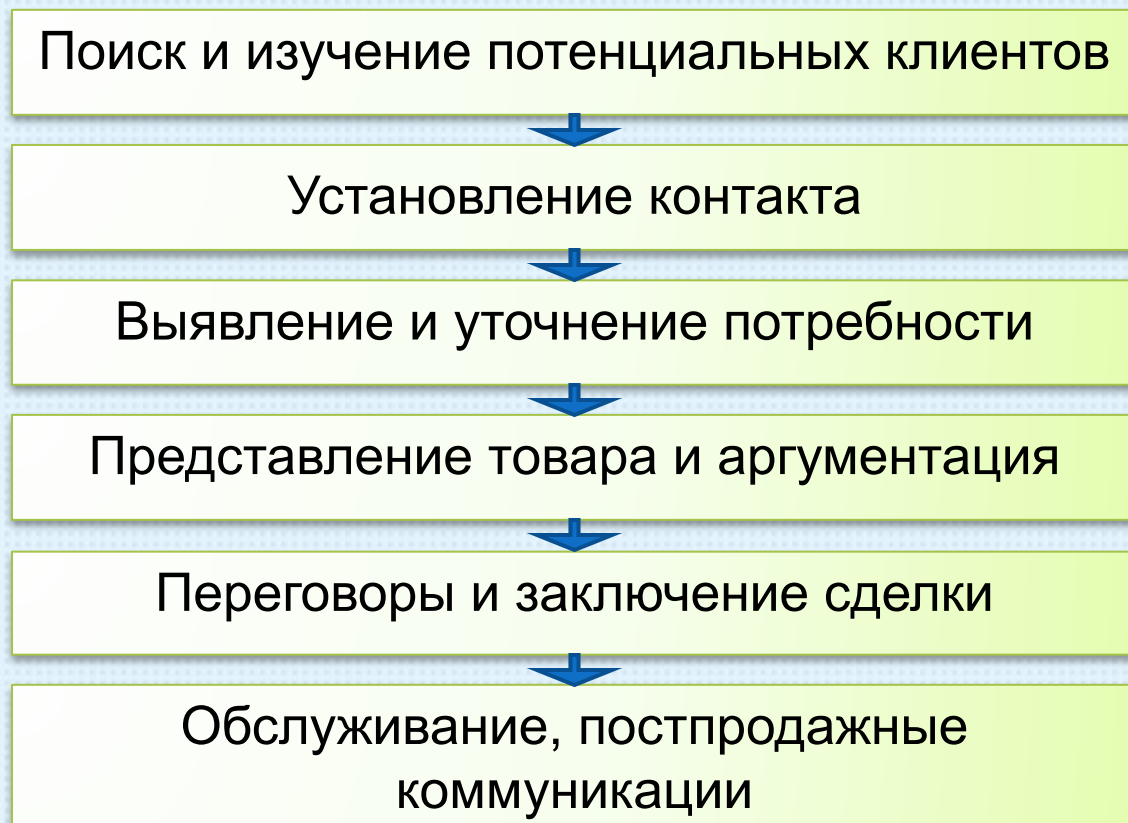 Поиск и изучение потенциальных клиентов
Установление контакта
Выявление и уточнение потребности
Представление товара и аргументация
Переговоры и заключение сделки
Обслуживание, постпродажные
коммуникации